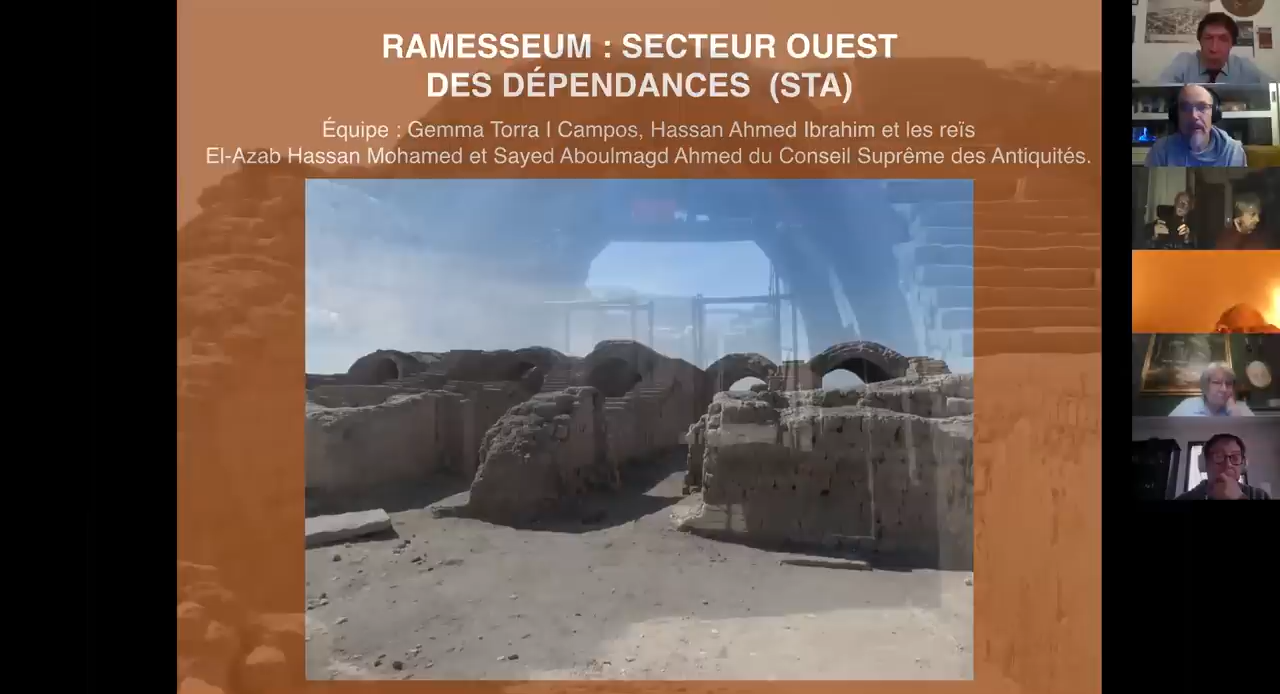 RAMESSEUM : SECTEUR OUEST
DES DÉPENDANCES (STA)
Équipe : Gemma Torra I Campos, Hassan Ahmed Ibrahim et les reïs
El-Azab Hassan Mohamed et Sayed Aboulmagd Ahmed du Conseil Suprême des Antiquités.